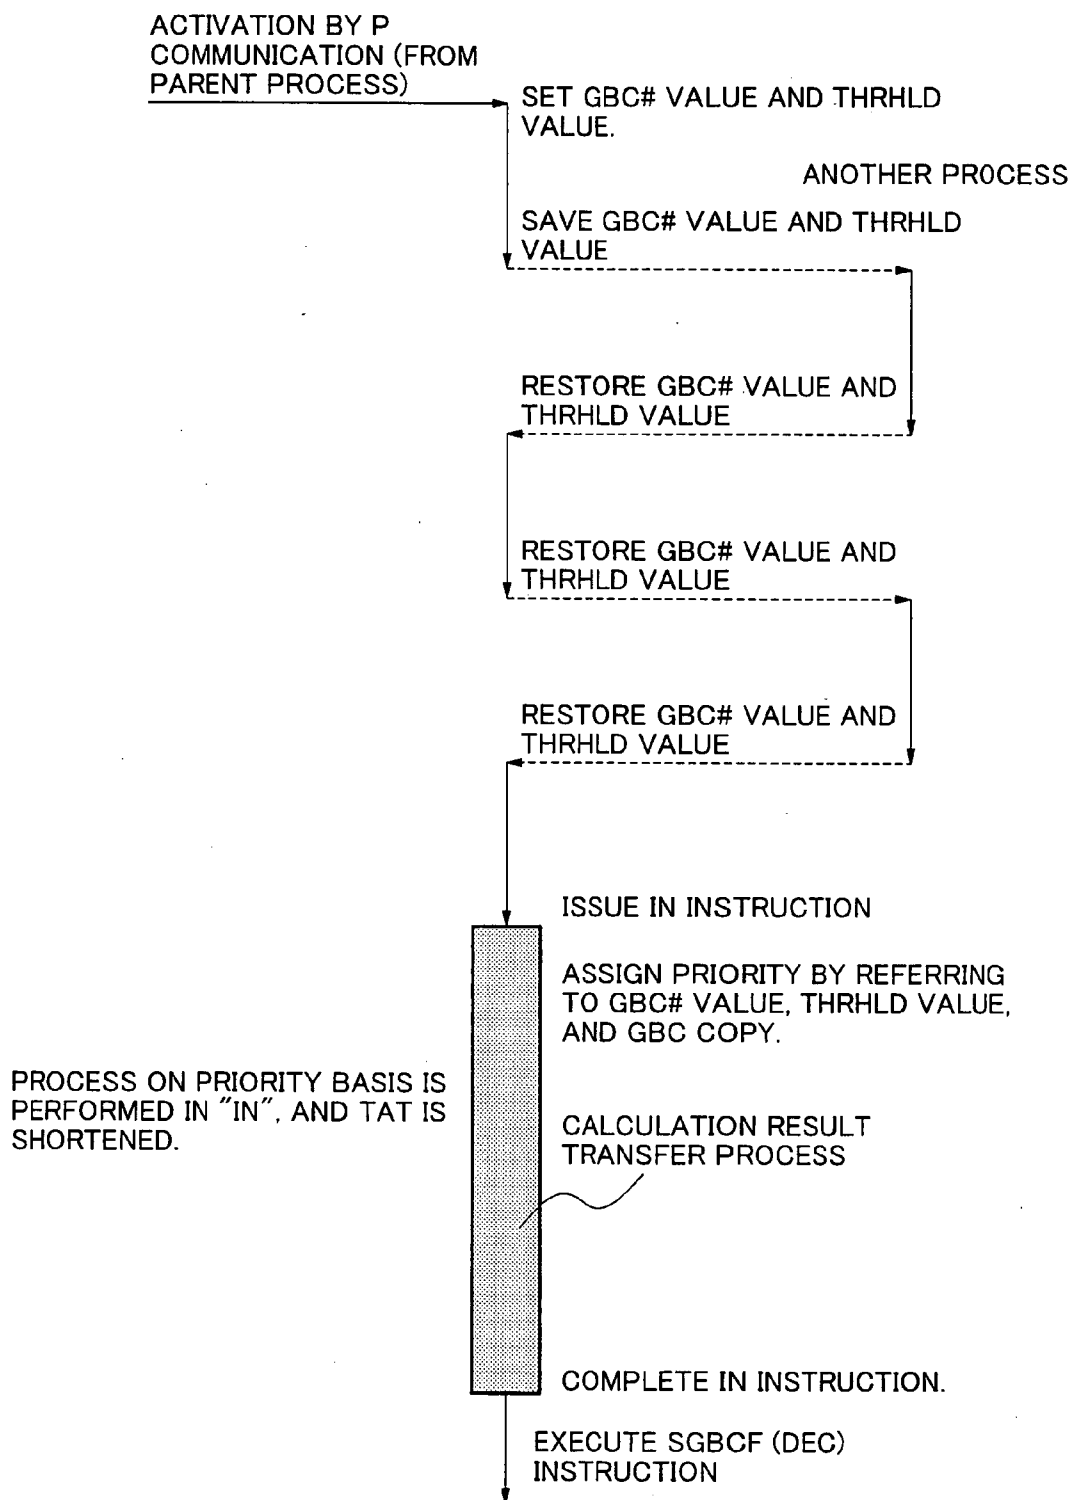 ACTIVATION BY P
COMMUNICATION (FROM
PARENT PROCESS)
SET GBC# VALUE AND THRHLD
VALUE.
ANOTHER PROCESS
SAVE GBC# VALUE AND THRHLD
VALUE
RESTORE GBC# VALUE AND
THRHLD VALUE
RESTORE GBC# VALUE AND
THRHLD VALUE
RESTORE GBC# VALUE AND
THRHLD VALUE
ISSUE IN INSTRUCTION
ASSIGN PRIORITY BY REFERRING
TO GBC# VALUE, THRHLD VALUE,
AND GBC COPY.
PROCESS ON PRIORITY BASIS IS
PERFORMED IN "IN", AND TAT IS
SHORTENED.
CALCULATION RESULT
TRANSFER PROCESS
COMPLETE IN INSTRUCTION.
EXECUTE SGBCF (DEC)
INSTRUCTION